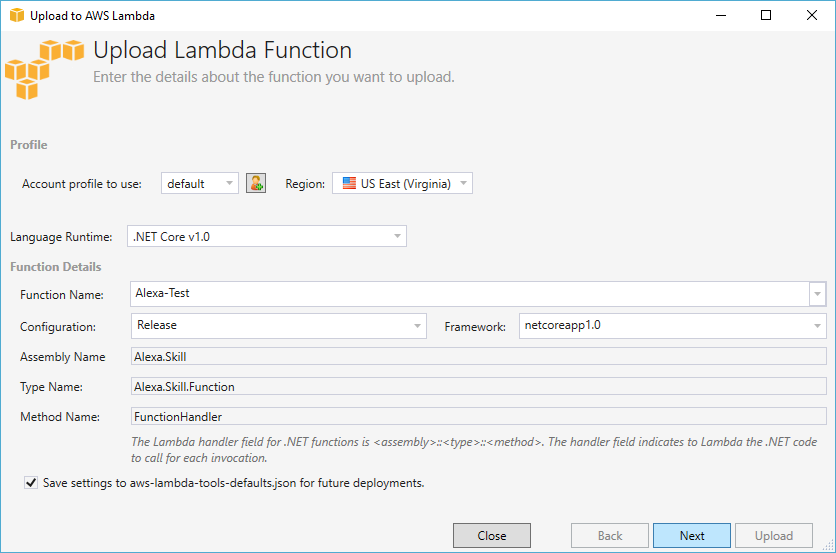 Upload to AWS Lambda
Upload Lambda Function
Enter the details about the function you want to upload.
Profile
Account profile to use: default Region: US East (Virginia)
Language Runtime: .NET Core v1.0
Function Details
Function Name: Alexa-Test
Configuration: Release Framework: netcoreapp1.0
Assembly Name Alexa.Skill
Type Name: Alexa.Skill.Function
Method Name: FunctionHandler
The Lambda handler field for .NET functions is <assembly>::<type>::<method>. The handler field indicates to Lambda the .NET code
to call for each invocation.
Save settings to aws-lambda-tools-defaults.json for future deployments.
Close Back Next Upload